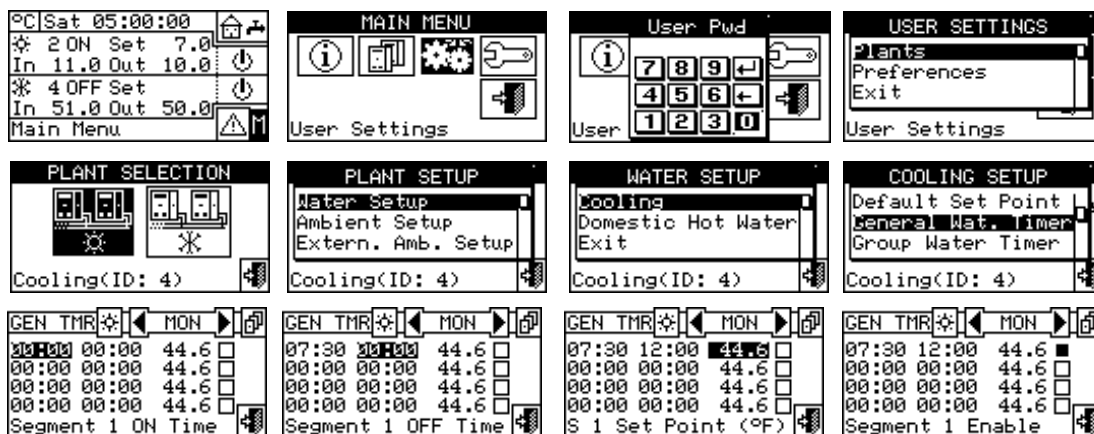 ºC Sat 05:00:00
2 ON Set 7.0
In 11.0 Out 10.0
4 OFF Set
In 51.0 Out 50.0
Main Menu
M
MAIN MENU
User Settings
User Pwd
7 8 9
4 5 6
1 2 3 0
User
USER SETTINGS
Plants
Preferences
Exit
User Settings
PLANT SELECTION
Cooling(ID: 4)
PLANT SETUP
Water Setup
Ambient Setup
Extern. Amb. Setup
Cooling(ID: 4)
WATER SETUP
Cooling
Domestic Hot Water
Exit
Cooling(ID: 4)
COOLING SETUP
Default Set Point
General Wat. Timer
Group Water Timer
Cooling(ID: 4)
GEN TMR MON
00:00 00:00 44.6
00:00 00:00 44.6
00:00 00:00 44.6
00:00 00:00 44.6
Segment 1 ON Time
GEN TMR MON
07:30 00:00 44.6
00:00 00:00 44.6
00:00 00:00 44.6
00:00 00:00 44.6
Segment 1 OFF Time
GEN TMR MON
07:30 12:00 44.6
00:00 00:00 44.6
00:00 00:00 44.6
00:00 00:00 44.6
S 1 Set Point (ºF)
GEN TMR MON
07:30 12:00 44.6
00:00 00:00 44.6
00:00 00:00 44.6
00:00 00:00 44.6
Segment 1 Enable